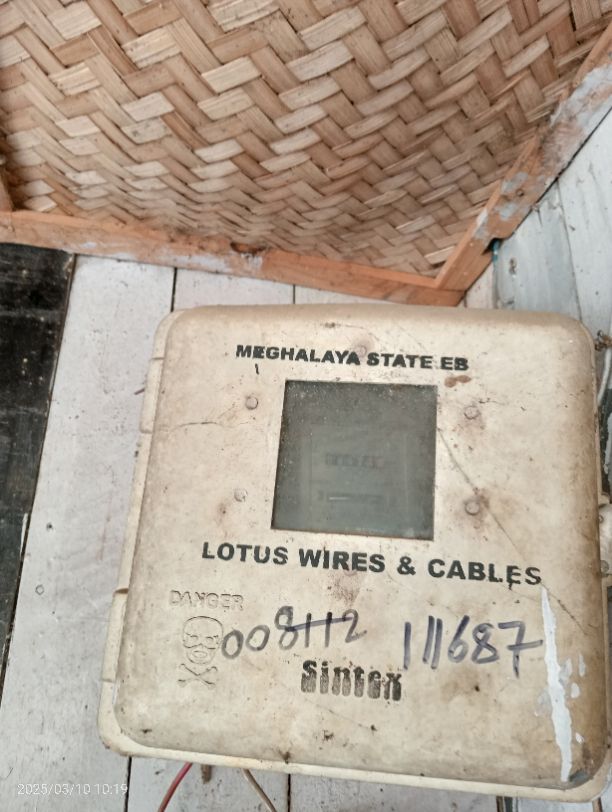 MEGHALAYA STATE EB
LOTUS WIRES & CABLES
DANGER
008112 111687
Sintex
2025/03/10 10:19